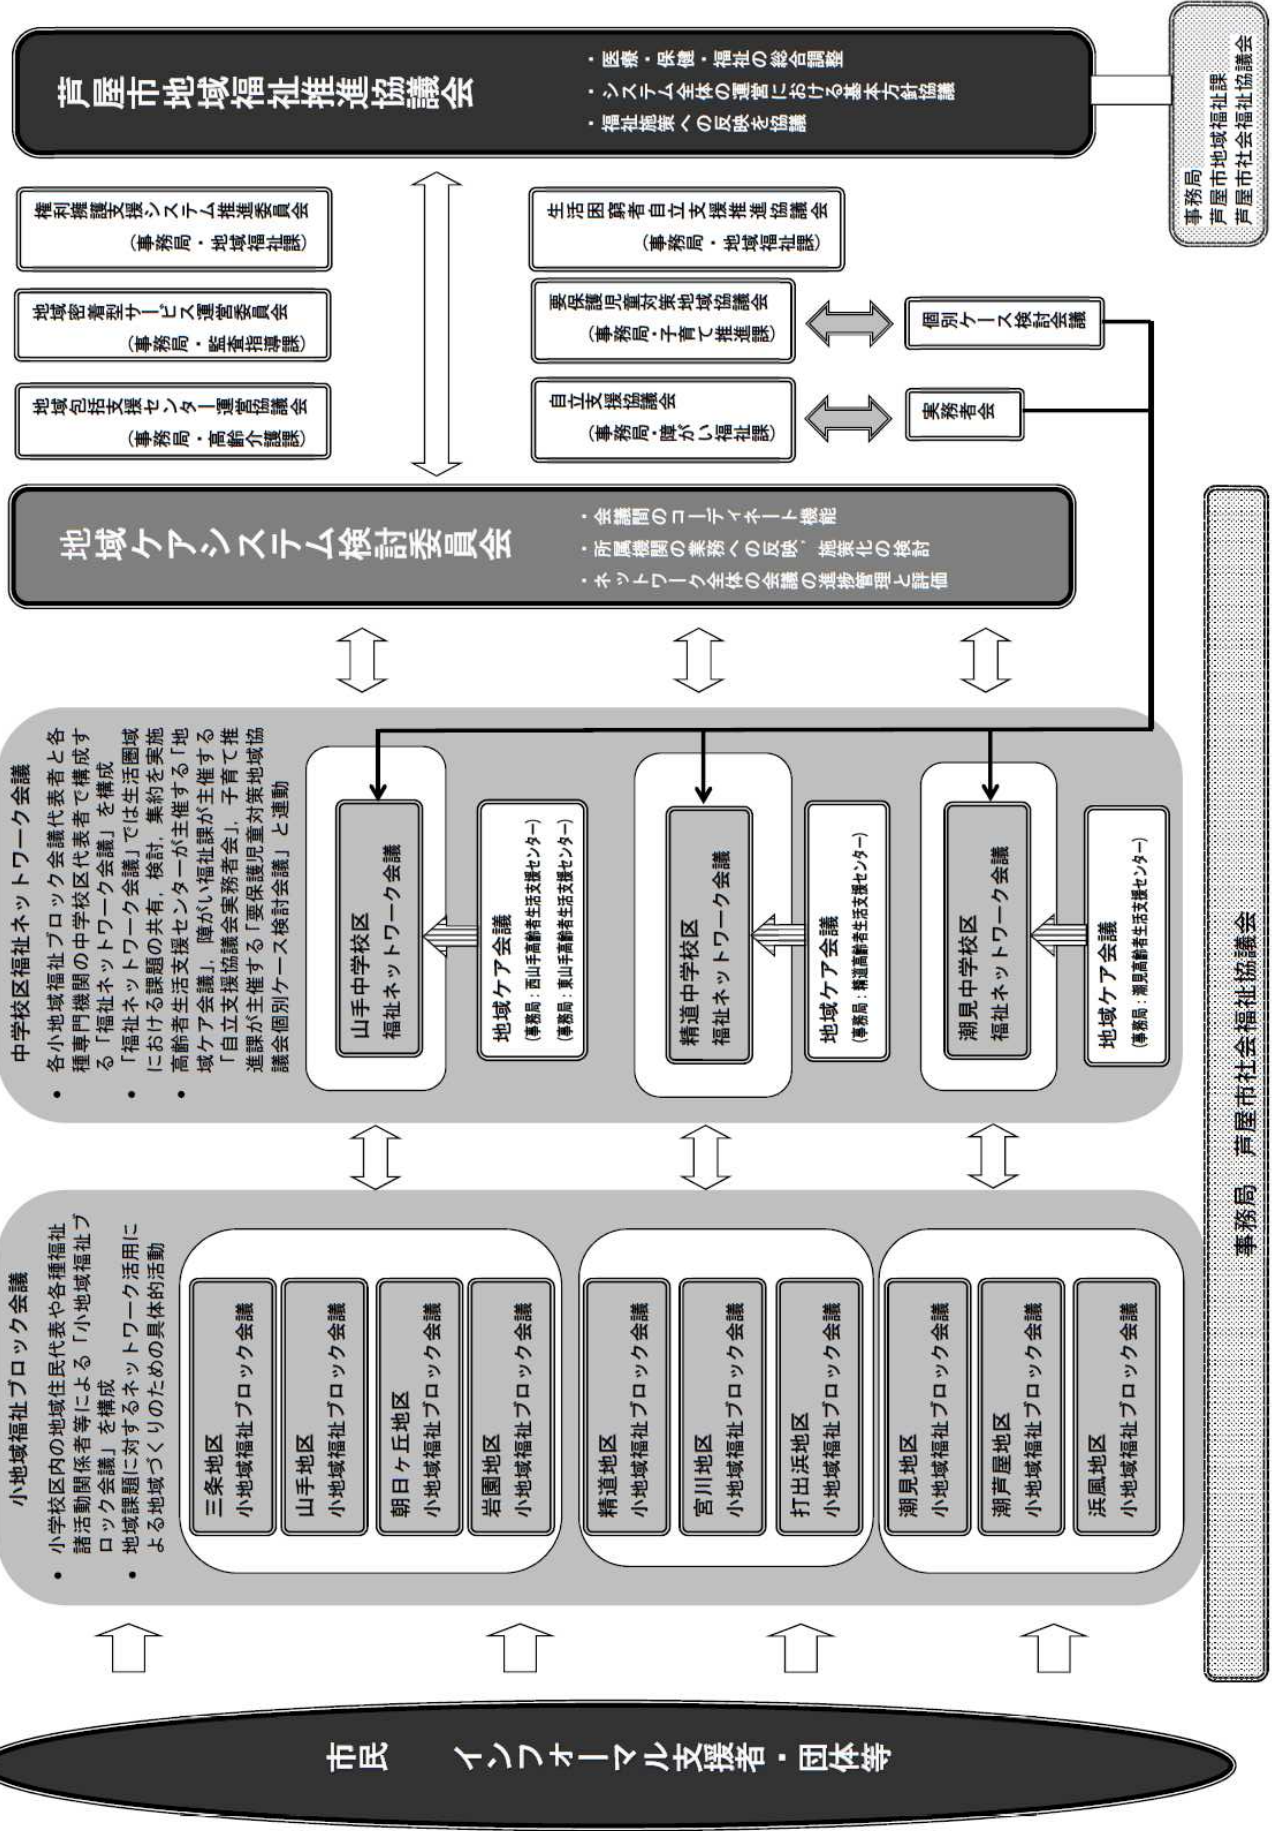 芦屋市地域福祉推進協議会
・医療・保健・福祉の総合調整
・システム全体の運営における基本方針協議
・福祉施策への反映を協議
事務局
芦屋市地域福祉課
芦屋市社会福祉協議会
権利擁護支援システム推進委員会
(事務局・地域福祉課)
地域密着型サービス運営委員会
(事務局・監査指導課)
地域包括支援センター運営協議会
(事務局・高齢介護課)
生活困窮者自立支援推進協議会
(事務局・地域福祉課)
要保護児童対策地域協議会
(事務局・子育て推進課)
自立支援協議会
(事務局・障がい福祉課)
個別ケース検討会議
実務者会
地域ケアシステム検討委員会
・会議間のコーディネート機能
・所属機関の業務への反映、施策化の検討
・ネットワーク全体の会議の進捗管理と評価
中学校区福祉ネットワーク会議
• 各小地域福祉ブロック会議代表者と各
種専門機関の中学校区代表者で構成す
る「福祉ネットワーク会議」を構成
• 「福祉ネットワーク会議」では生活圏域
における課題の共有，検討，集約を実施
• 高齢者生活支援センターが主催する「地
域ケア会議」，障がい福祉課が主催する
「自立支援協議会実務者会」，子育て推
進課が主催する「要保護児童対策地域協
議会個別ケース検討会議」と連動
山手中学校区
福祉ネットワーク会議
地域ケア会議
(事務局：西山手高齢者生活支援センター)
(事務局：東山手高齢者生活支援センター)
精道中学校区
福祉ネットワーク会議
地域ケア会議
(事務局：精道高齢者生活支援センター)
潮見中学校区
福祉ネットワーク会議
地域ケア会議
(事務局：潮見高齢者生活支援センター)
小地域福祉ブロック会議
• 小学校区内の地域住民代表や各種福祉
諸活動関係者等による「小地域福祉ブ
ロック会議」を構成
• 地域課題に対するネットワーク活用に
よる地域づくりのための具体的活動
三条地区
小地域福祉ブロック会議
山手地区
小地域福祉ブロック会議
朝日ヶ丘地区
小地域福祉ブロック会議
岩園地区
小地域福祉ブロック会議
精道地区
小地域福祉ブロック会議
宮川地区
小地域福祉ブロック会議
打出浜地区
小地域福祉ブロック会議
潮見地区
小地域福祉ブロック会議
潮芦屋地区
小地域福祉ブロック会議
浜風地区
小地域福祉ブロック会議
事務局　芦屋市社会福祉協議会
市民　インフォーマル支援者・団体等